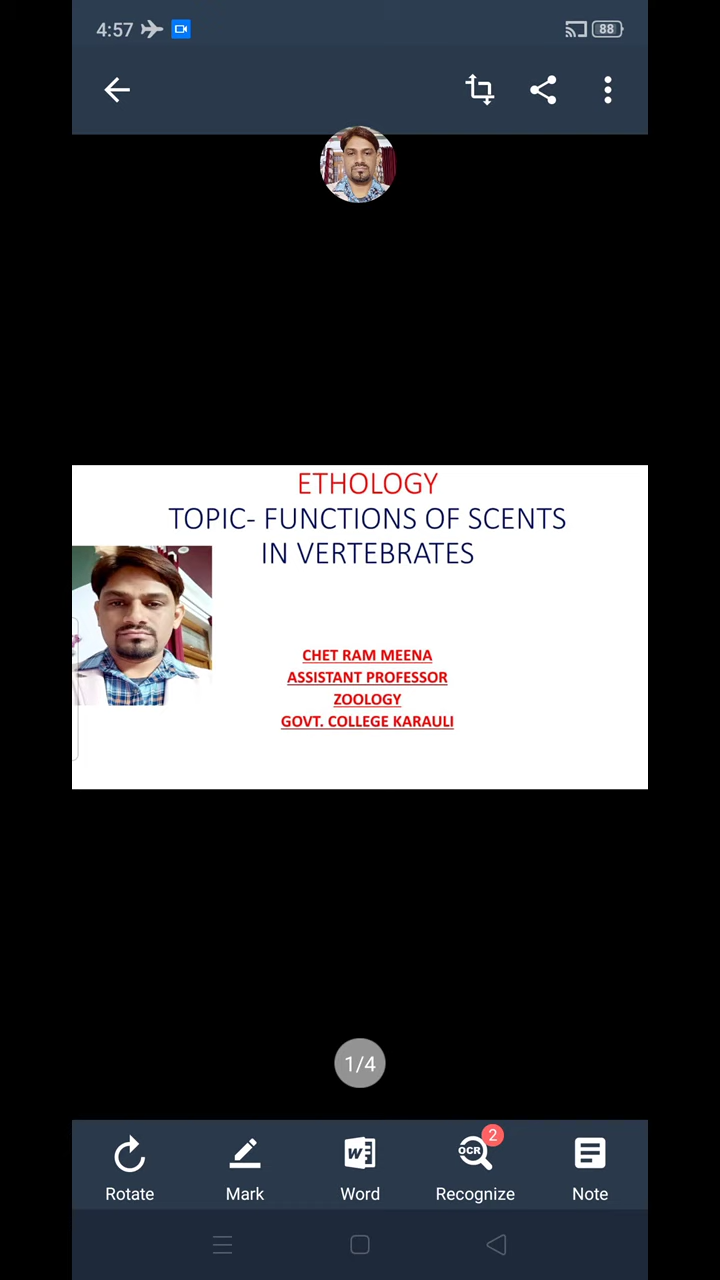 4:57
88
ETHOLOGY
TOPIC- FUNCTIONS OF SCENTS
IN VERTEBRATES
CHET RAM MEENA
ASSISTANT PROFESSOR
ZOOLOGY
GOVT. COLLEGE KARAULI
1/4
W
OCR
2
Rotate
Mark
Word
Recognize
Note